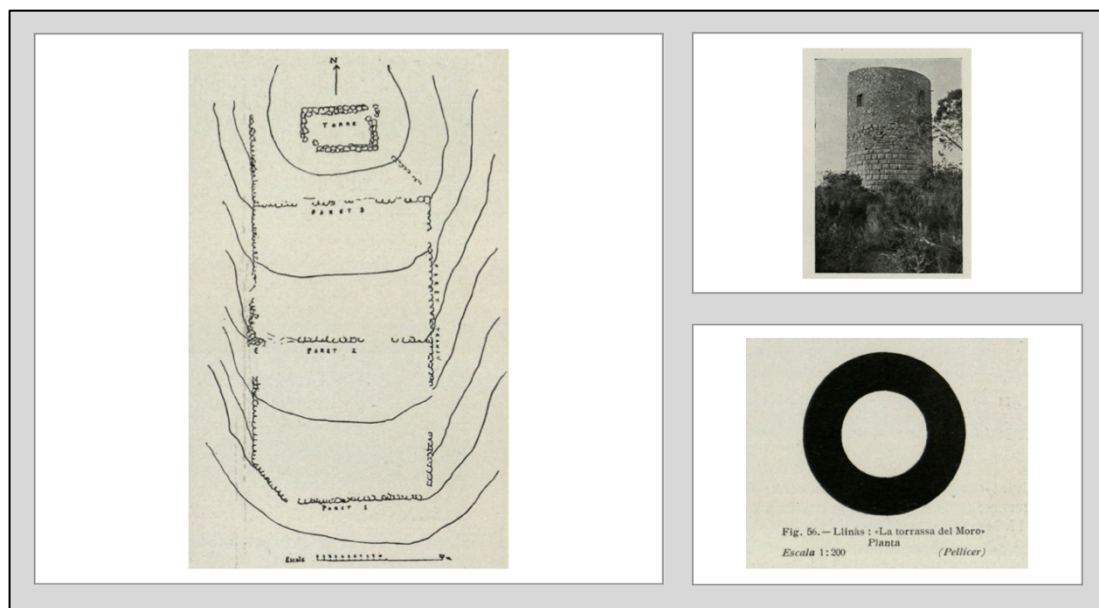 N
TORRE
PARET 3
PARET 2
PARET 1
Escala
Fig. 56. — Llinàs : «La torrassa del Moro»
Planta
Escala 1 : 200 (Pellícer)